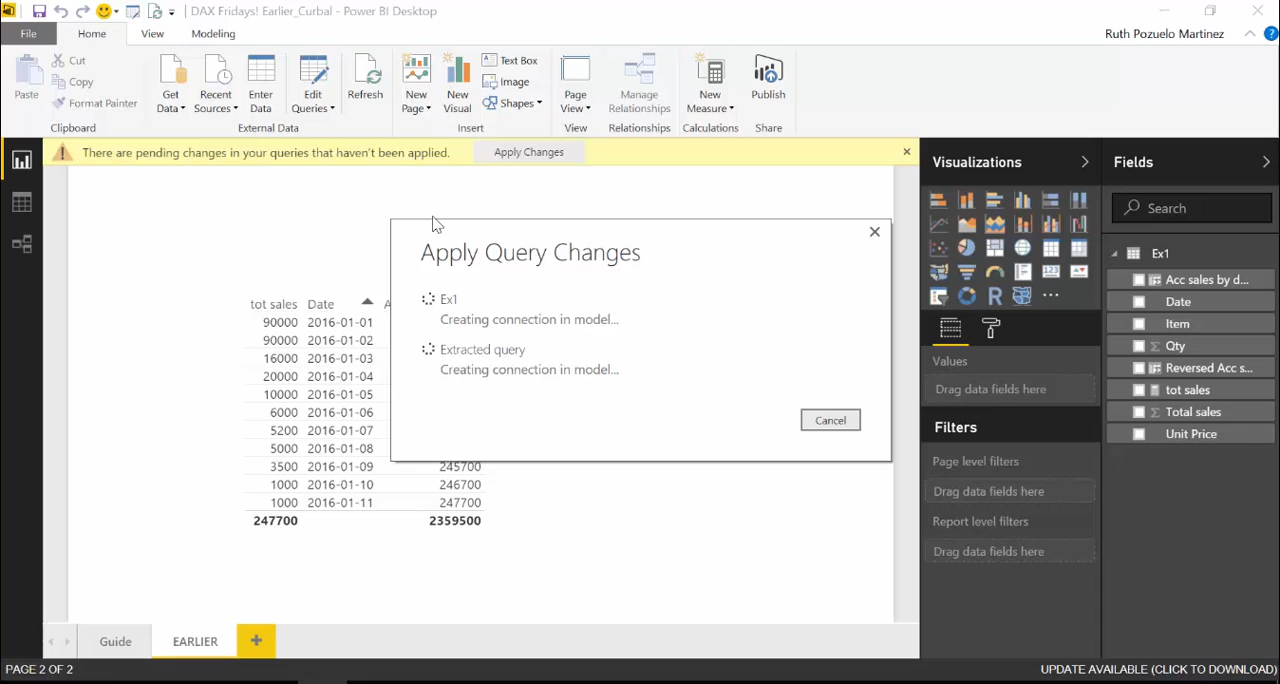 DAX Fridays! Earlier_Curbal - Power BI Desktop
File
Home
View
Modeling
Ruth Pozuelo Martinez
?
Paste
Cut
Copy
Format Painter
Clipboard
Get Data
Recent Sources
Enter Data
Edit Queries
Refresh
External Data
New Page
New Visual
Text Box
Image
Shapes
Insert
Page View
View
Manage Relationships
Relationships
New Measure
Calculations
Publish
Share
There are pending changes in your queries that haven't been applied.
Apply Changes
Apply Query Changes
Ex1
Creating connection in model...
Extracted query
Creating connection in model...
Cancel
tot sales Date A
90000 2016-01-01
90000 2016-01-02
16000 2016-01-03
20000 2016-01-04
10000 2016-01-05
6000 2016-01-06
5200 2016-01-07
5000 2016-01-08
3500 2016-01-09 245700
1000 2016-01-10 246700
1000 2016-01-11 247700
247700 2359500
Visualizations
R
Values
Drag data fields here
Filters
Page level filters
Drag data fields here
Report level filters
Drag data fields here
Fields
Search
Ex1
Acc sales by d...
Date
Item
Σ Qty
Reversed Acc s...
tot sales
Σ Total sales
Unit Price
Guide
EARLIER
+
PAGE 2 OF 2
UPDATE AVAILABLE (CLICK TO DOWNLOAD)